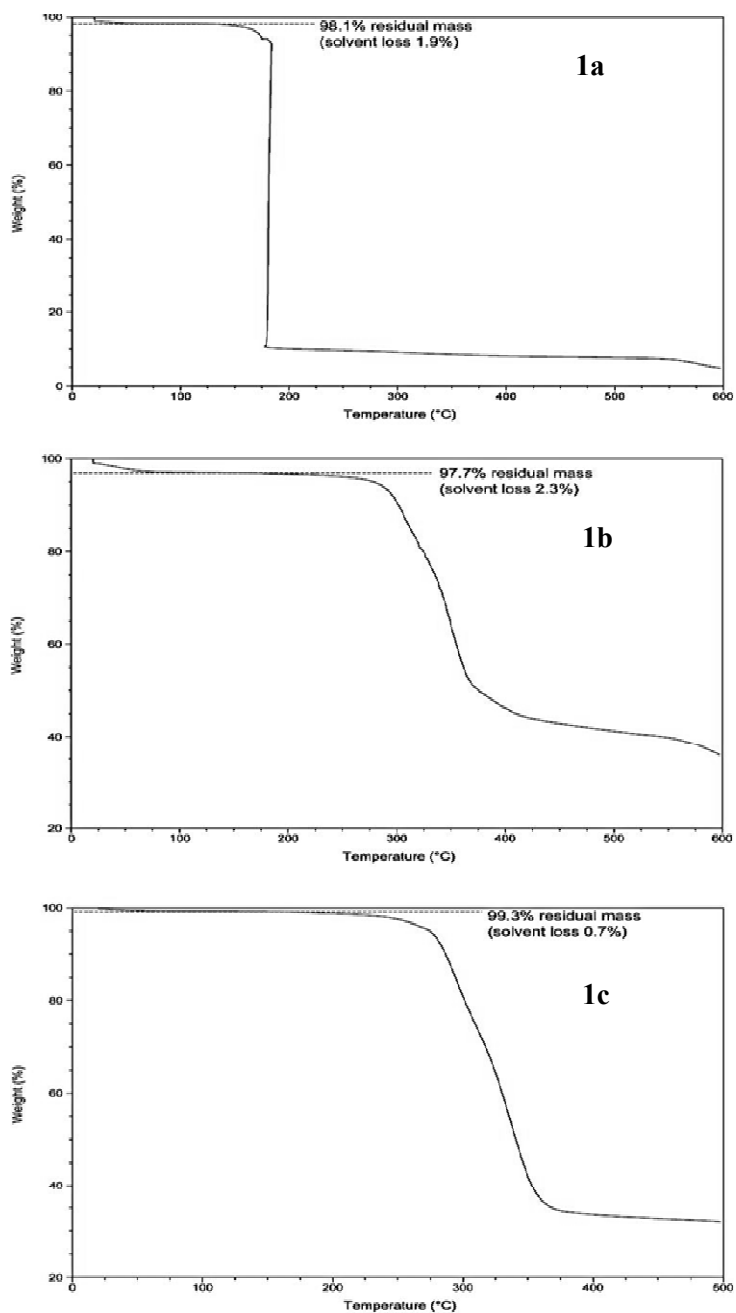 100
98.1% residual mass
(solvent loss 1.9%)
1a
80
60
Weight (%)
40
20
0
0 100 200 300 400 500 600
Temperature (°C)
100
97.7% residual mass
(solvent loss 2.3%)
1b
80
Weight (%)
60
40
20
0 100 200 300 400 500 600
Temperature (°C)
100
99.3% residual mass
(solvent loss 0.7%)
1c
80
Weight (%)
60
40
20
0 100 200 300 400 500
Temperature (°C)